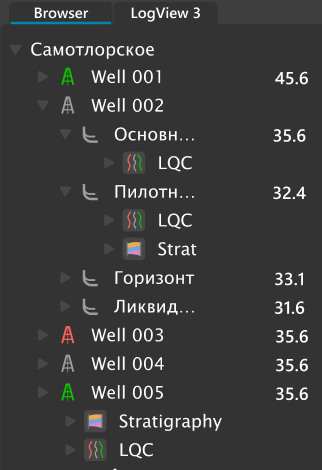 Browser LogView 3
Самотлорское
Well 001 45.6
Well 002
Основн... 35.6
LQC
Пилотн... 32.4
LQC
Strat
Горизонт 33.1
Ликвид... 31.6
Well 003 35.6
Well 004 35.6
Well 005 35.6
Stratigraphy
LQC